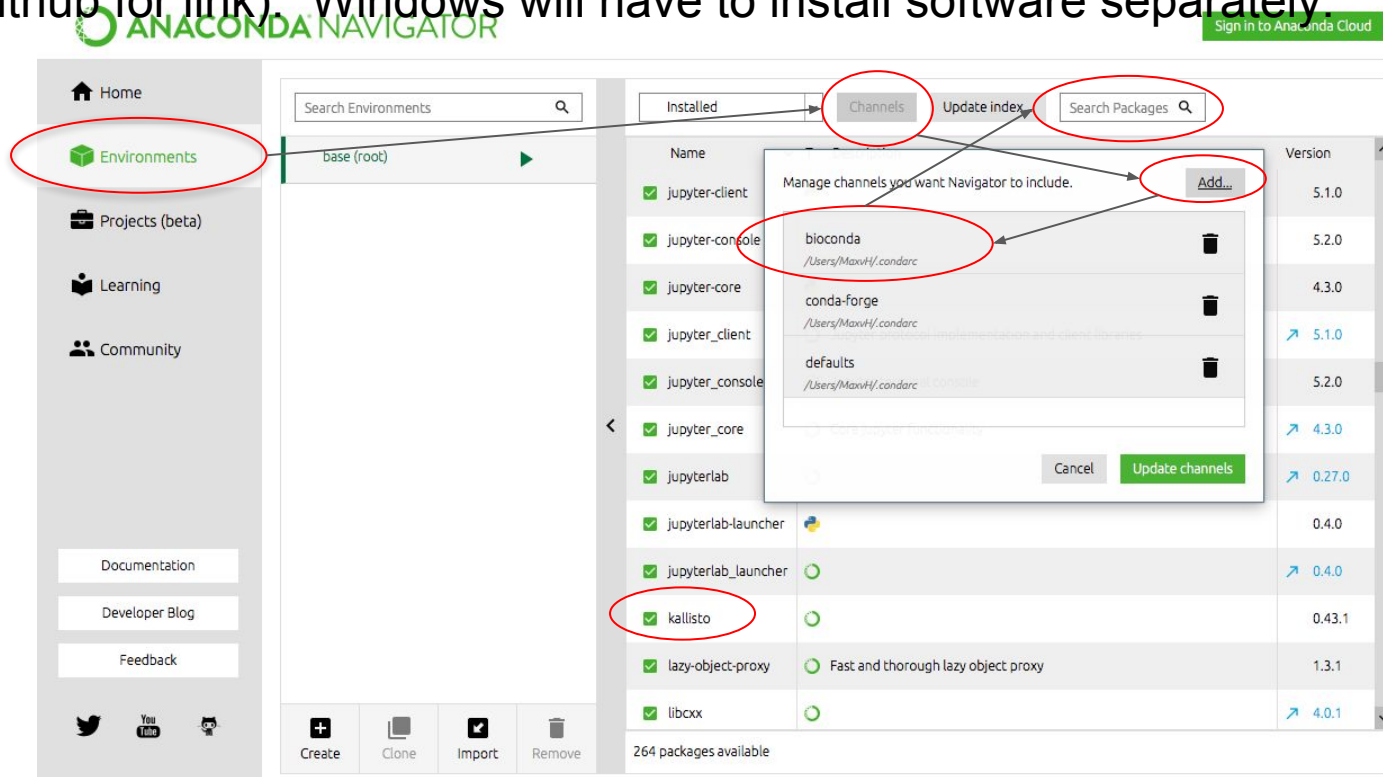 ithup for link). Windows will have to install software separately.
ANACONDA NAVIGATOR
Sign in to Anaconda Cloud
Home
Environments
Projects (beta)
Learning
Community
Documentation
Developer Blog
Feedback
You
Tube
Search Environments
base (root)
Create Clone Import Remove
Installed Channels Update index Search Packages
Name Version
jupyter-client 5.1.0
jupyter-console 5.2.0
jupyter-core 4.3.0
jupyter_client 5.1.0
jupyter_console 5.2.0
jupyter_core 4.3.0
jupyterlab 0.27.0
jupyterlab-launcher 0.4.0
jupyterlab_launcher 0.4.0
kallisto 0.43.1
lazy-object-proxy Fast and thorough lazy object proxy 1.3.1
libcxx 4.0.1
264 packages available
Manage channels you want Navigator to include. Add...
bioconda
/Users/MaxvH/.condarc
conda-forge
/Users/MaxvH/.condarc
defaults
/Users/MaxvH/.condarc
Cancel Update channels